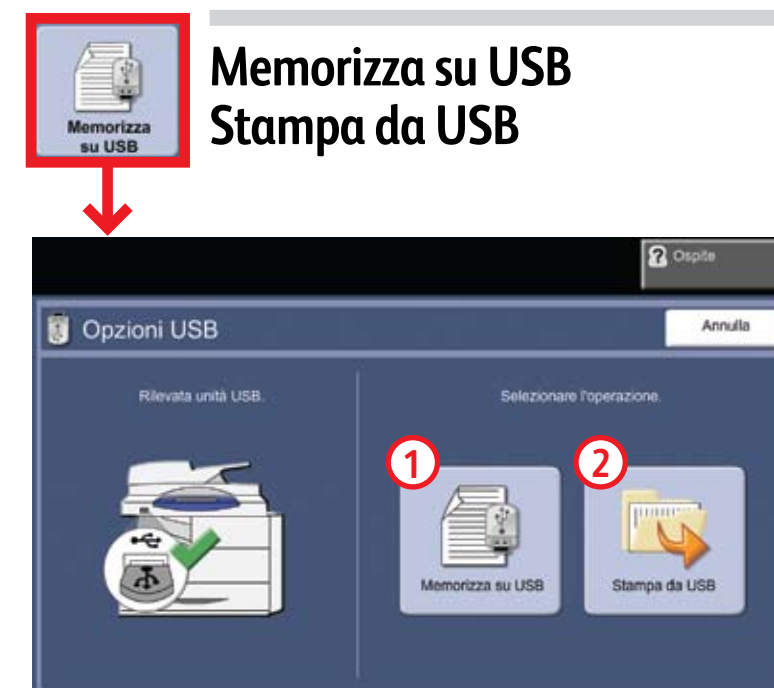 Memorizza
su USB
Memorizza su USB
Stampa da USB
Ospite
Opzioni USB
Annulla
Rilevata unità USB.
Selezionare l'operazione.
1
2
Memorizza su USB
Stampa da USB